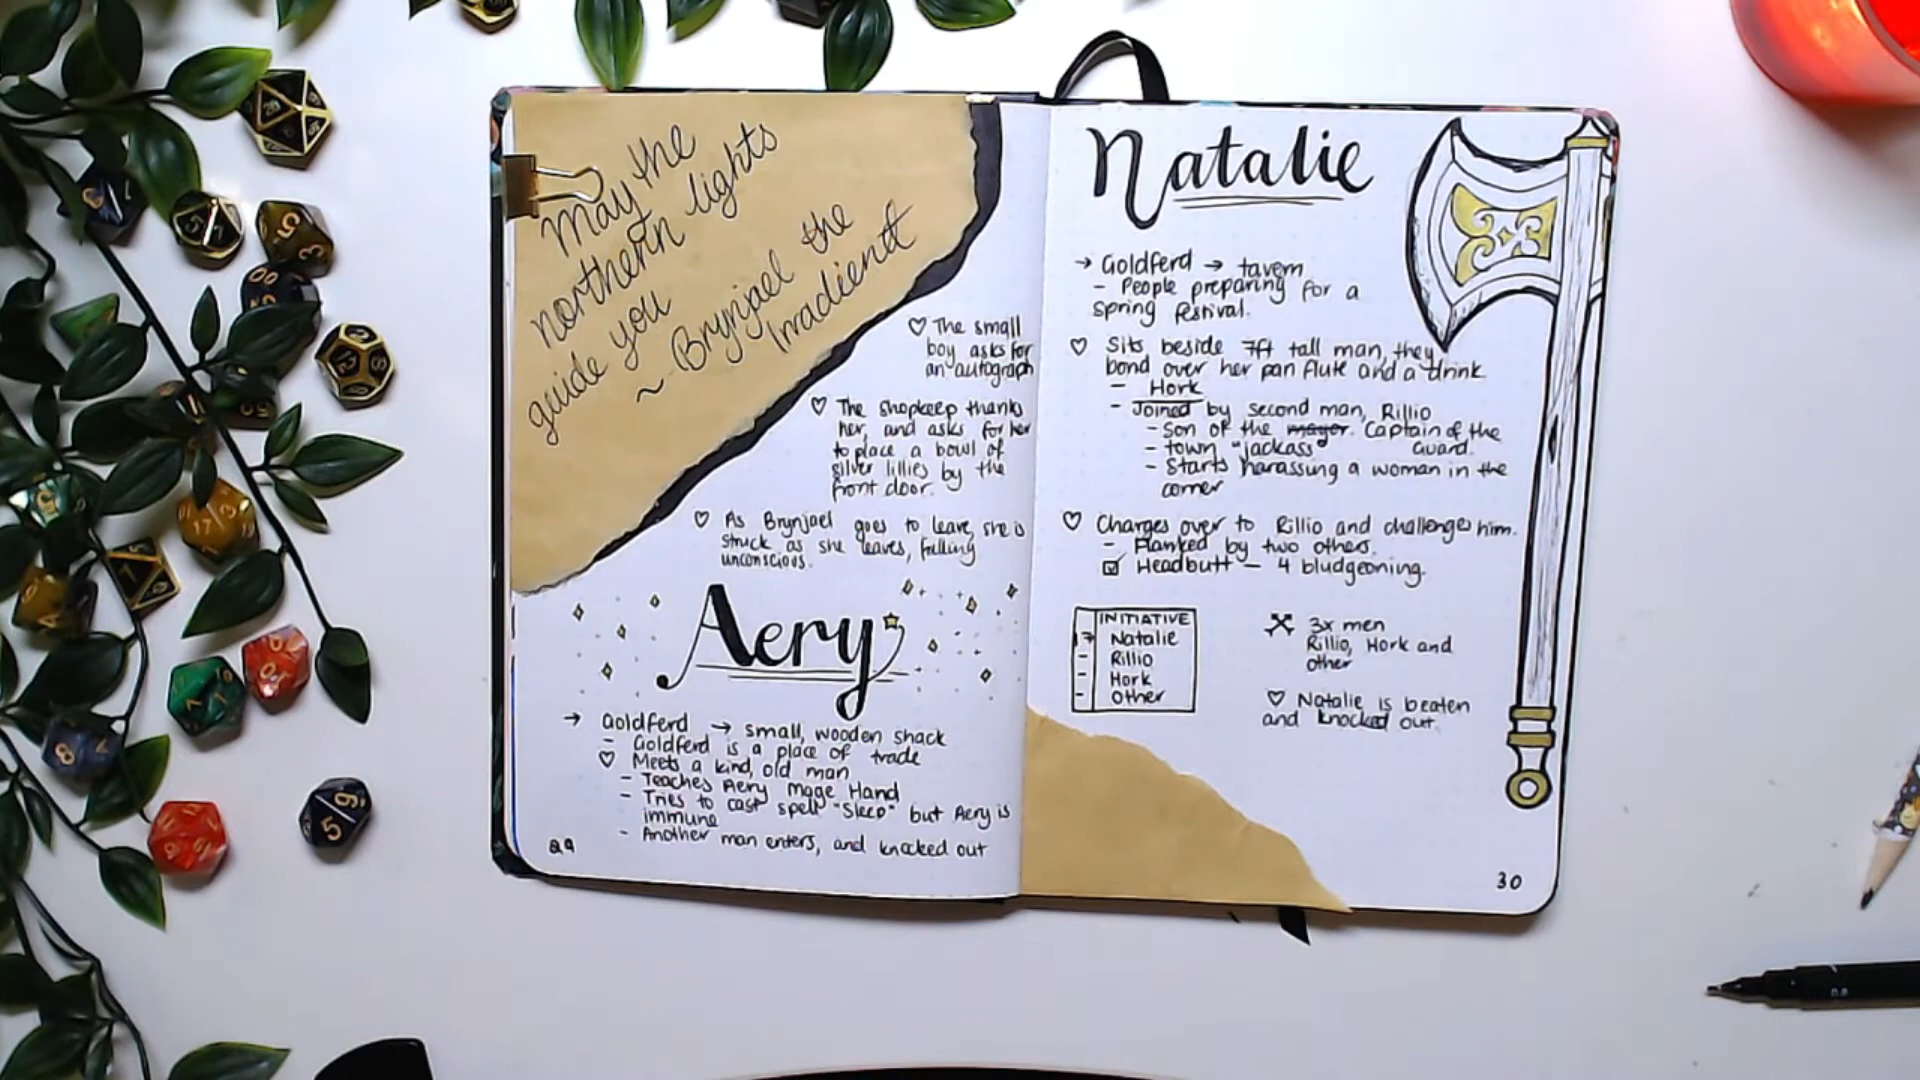 May the
northern lights
guide you
~ Brynjael the
Irradientt
♡ The small
boy asks for
an autograph
♡ The shopkeep thanks
her, and asks for her
to place a bowl of
silver lillies by the
front door.
♡ As Brynjael goes to leave, she is
struck as she leaves, falling
unconscious.
Aery
→ Goldferd → small, wooden shack
- Goldferd is a place of trade
♡ Meets a kind, old man
- Teaches Aery Mage Hand
- Tries to cast spell "Sleep" but Aery is
immune
- Another man enters, and knocked out
29
Natalie
→ Goldferd → tavern
- People preparing for a
spring festival.
♡ Sits beside 7ft tall man, they
bond over her pan flute and a drink
- Hork
- Joined by second man, Rillio
- Son of the mayor. Captain of the
Guard.
- town "jackass"
- Starts harassing a woman in the
corner
♡ Charges over to Rillio and challenges him.
- Flanked by two others.
☑ Headbutt — 4 bludgeoning.
INITIATIVE
17 Natalie
- Rillio
- Hork
- Other
3x men
Rillio, Hork and
other
♡ Natalie is beaten
and knocked out.
30